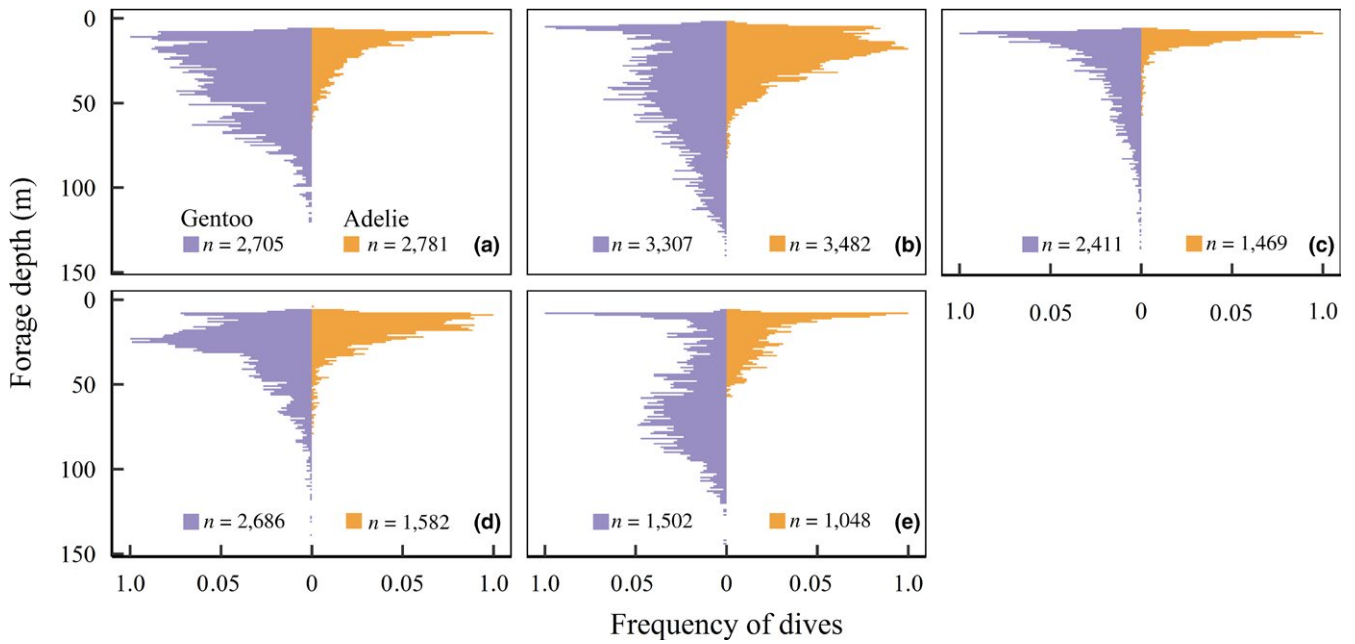 0
50
100
150
Gentoo Adelie
n = 2,705 n = 2,781 (a)
n = 3,307 n = 3,482 (b)
n = 2,411 n = 1,469 (c)
1.0 0.05 0 0.05 1.0
0
50
100
150
n = 2,686 n = 1,582 (d)
n = 1,502 n = 1,048 (e)
1.0 0.05 0 0.05 1.0
1.0 0.05 0 0.05 1.0
Forage depth (m)
Frequency of dives